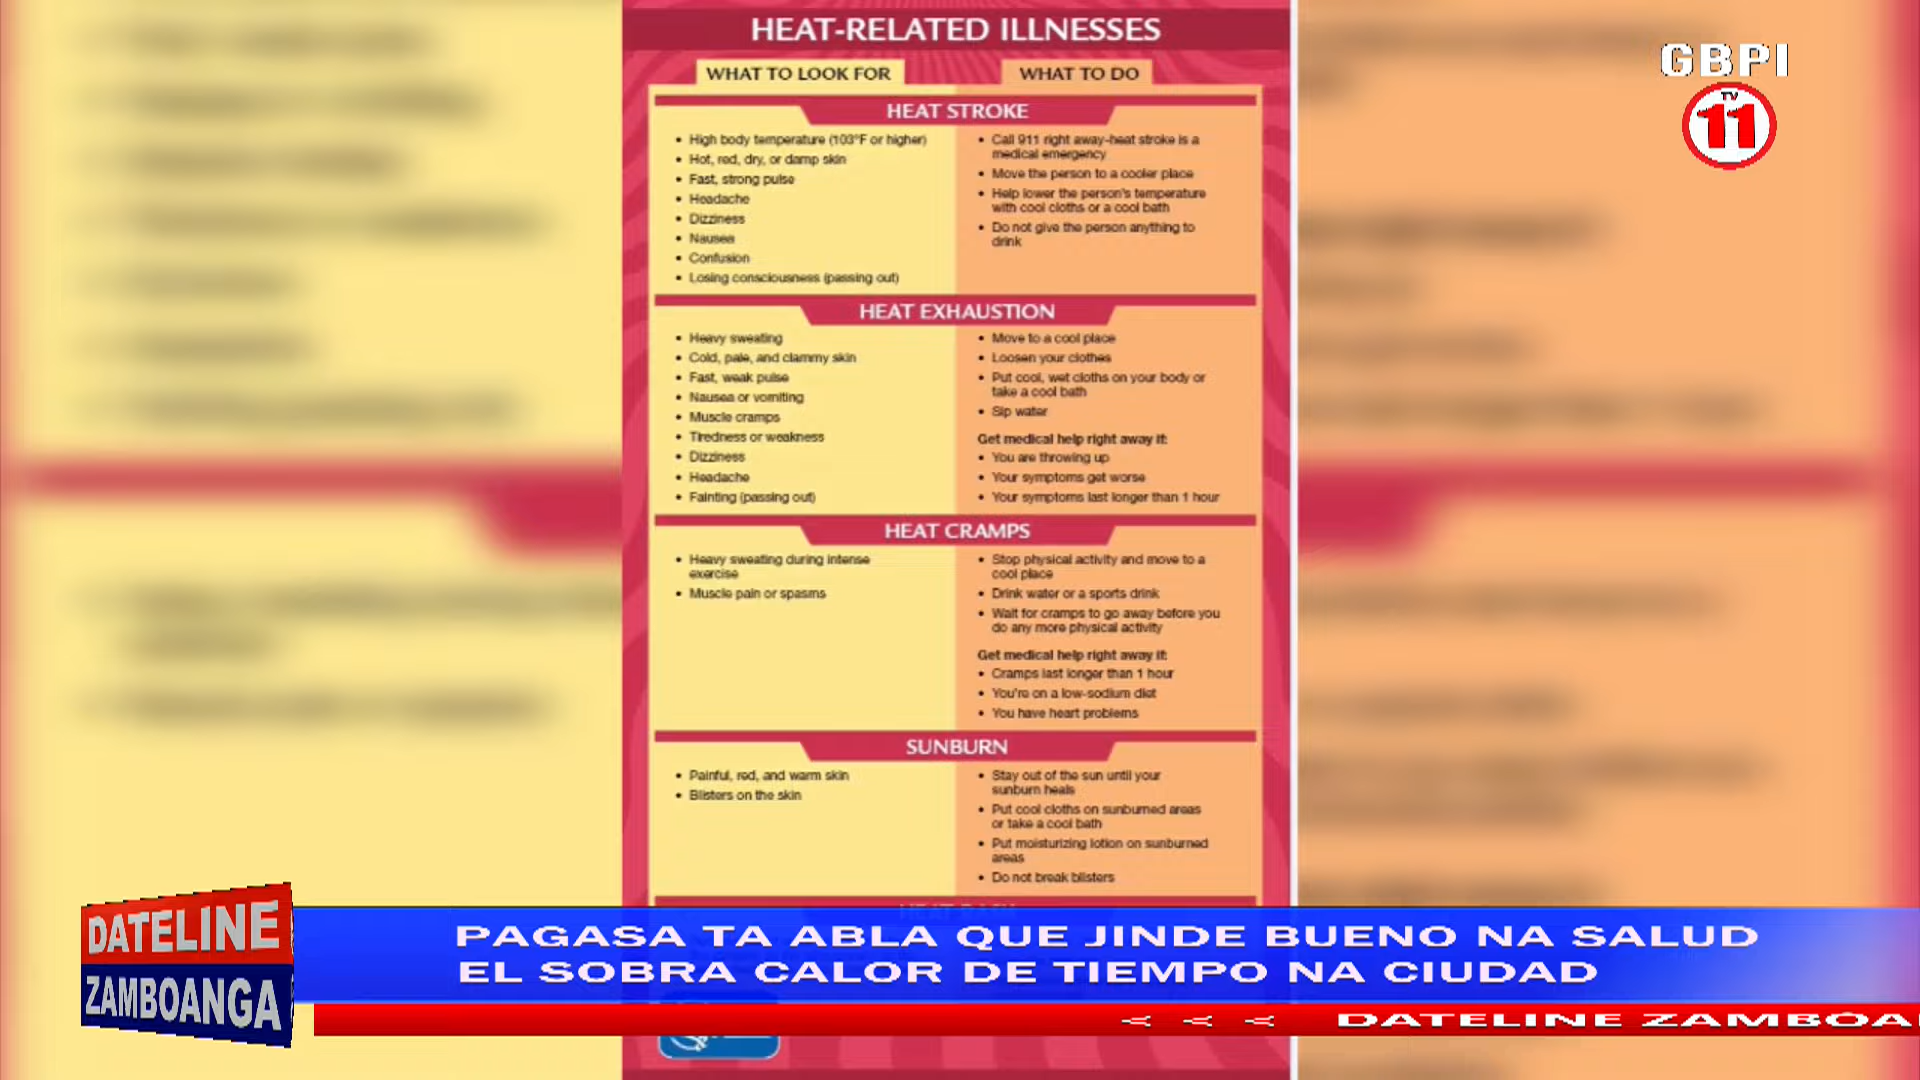 HEAT-RELATED ILLNESSES
WHAT TO LOOK FOR
WHAT TO DO
HEAT STROKE
• High body temperature (103°F or higher)
• Hot, red, dry, or damp skin
• Fast, strong pulse
• Headache
• Dizziness
• Nausea
• Confusion
• Losing consciousness (passing out)
• Call 911 right away-heat stroke is a
medical emergency
• Move the person to a cooler place
• Help lower the person's temperature
with cool cloths or a cool bath
• Do not give the person anything to
drink
HEAT EXHAUSTION
• Heavy sweating
• Cold, pale, and clammy skin
• Fast, weak pulse
• Nausea or vomiting
• Muscle cramps
• Tiredness or weakness
• Dizziness
• Headache
• Fainting (passing out)
• Move to a cool place
• Loosen your clothes
• Put cool, wet cloths on your body or
take a cool bath
• Sip water
Get medical help right away if:
• You are throwing up
• Your symptoms get worse
• Your symptoms last longer than 1 hour
HEAT CRAMPS
• Heavy sweating during intense
exercise
• Muscle pain or spasms
• Stop physical activity and move to a
cool place
• Drink water or a sports drink
• Wait for cramps to go away before you
do any more physical activity
Get medical help right away if:
• Cramps last longer than 1 hour
• You're on a low-sodium diet
• You have heart problems
SUNBURN
• Painful, red, and warm skin
• Blisters on the skin
• Stay out of the sun until your
sunburn heals
• Put cool cloths on sunburned areas
or take a cool bath
• Put moisturizing lotion on sunburned
areas
• Do not break blisters
HEAT RASH
GBPI
TV
11
DATELINE
ZAMBOANGA
PAGASA TA ABLA QUE JINDE BUENO NA SALUD
EL SOBRA CALOR DE TIEMPO NA CIUDAD
< < < DATELINE ZAMBOA